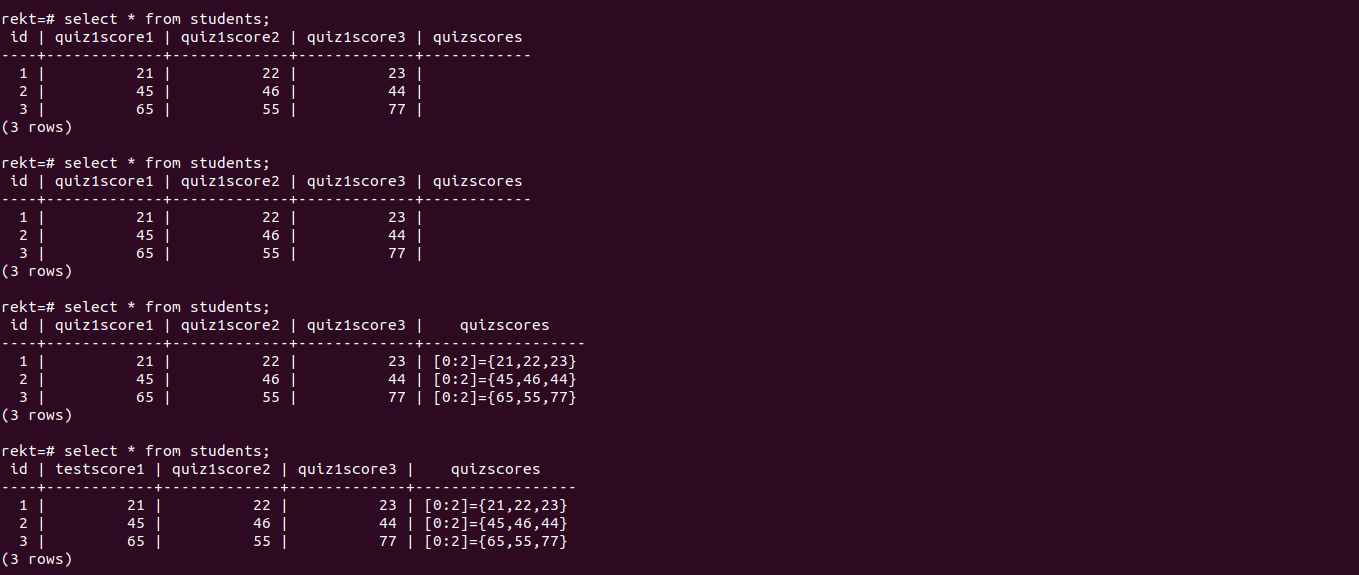 rekt=# select * from students;
 id | quiz1score1 | quiz1score2 | quiz1score3 | quizscores
----+-------------+-------------+-------------+------------
  1 |          21 |          22 |          23 |
  2 |          45 |          46 |          44 |
  3 |          65 |          55 |          77 |
(3 rows)

rekt=# select * from students;
 id | quiz1score1 | quiz1score2 | quiz1score3 | quizscores
----+-------------+-------------+-------------+------------
  1 |          21 |          22 |          23 |
  2 |          45 |          46 |          44 |
  3 |          65 |          55 |          77 |
(3 rows)

rekt=# select * from students;
 id | quiz1score1 | quiz1score2 | quiz1score3 |    quizscores
----+-------------+-------------+-------------+------------------
  1 |          21 |          22 |          23 | [0:2]={21,22,23}
  2 |          45 |          46 |          44 | [0:2]={45,46,44}
  3 |          65 |          55 |          77 | [0:2]={65,55,77}
(3 rows)

rekt=# select * from students;
 id | testscore1 | quiz1score2 | quiz1score3 |    quizscores
----+------------+-------------+-------------+------------------
  1 |         21 |          22 |          23 | [0:2]={21,22,23}
  2 |         45 |          46 |          44 | [0:2]={45,46,44}
  3 |         65 |          55 |          77 | [0:2]={65,55,77}
(3 rows)